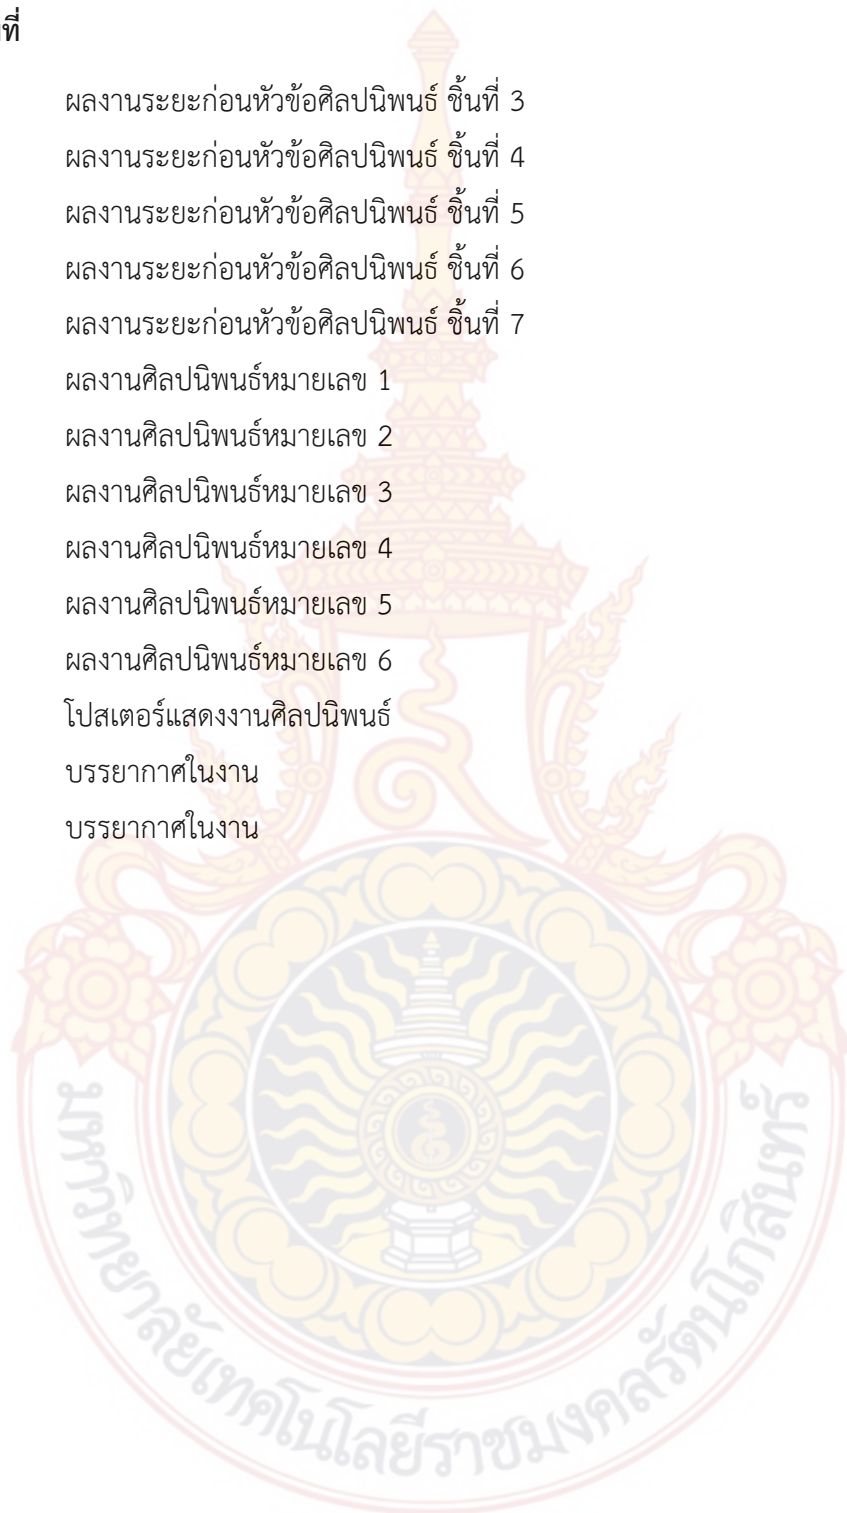 ผลงานระยะก่อนหัวข้อศิลปนิพนธ์ ชิ้นที่ 3
ผลงานระยะก่อนหัวข้อศิลปนิพนธ์ ชิ้นที่ 4
ผลงานระยะก่อนหัวข้อศิลปนิพนธ์ ชิ้นที่ 5
ผลงานระยะก่อนหัวข้อศิลปนิพนธ์ ชิ้นที่ 6
ผลงานระยะก่อนหัวข้อศิลปนิพนธ์ ชิ้นที่ 7
ผลงานศิลปนิพนธ์หมายเลข 1
ผลงานศิลปนิพนธ์หมายเลข 2
ผลงานศิลปนิพนธ์หมายเลข 3
ผลงานศิลปนิพนธ์หมายเลข 4
ผลงานศิลปนิพนธ์หมายเลข 5
ผลงานศิลปนิพนธ์หมายเลข 6
โปสเตอร์แสดงงานศิลปนิพนธ์
บรรยากาศในงาน
บรรยากาศในงาน
มหาวิทยาลัยเทคโนโลยีราชมงคลรัตนโกสินทร์